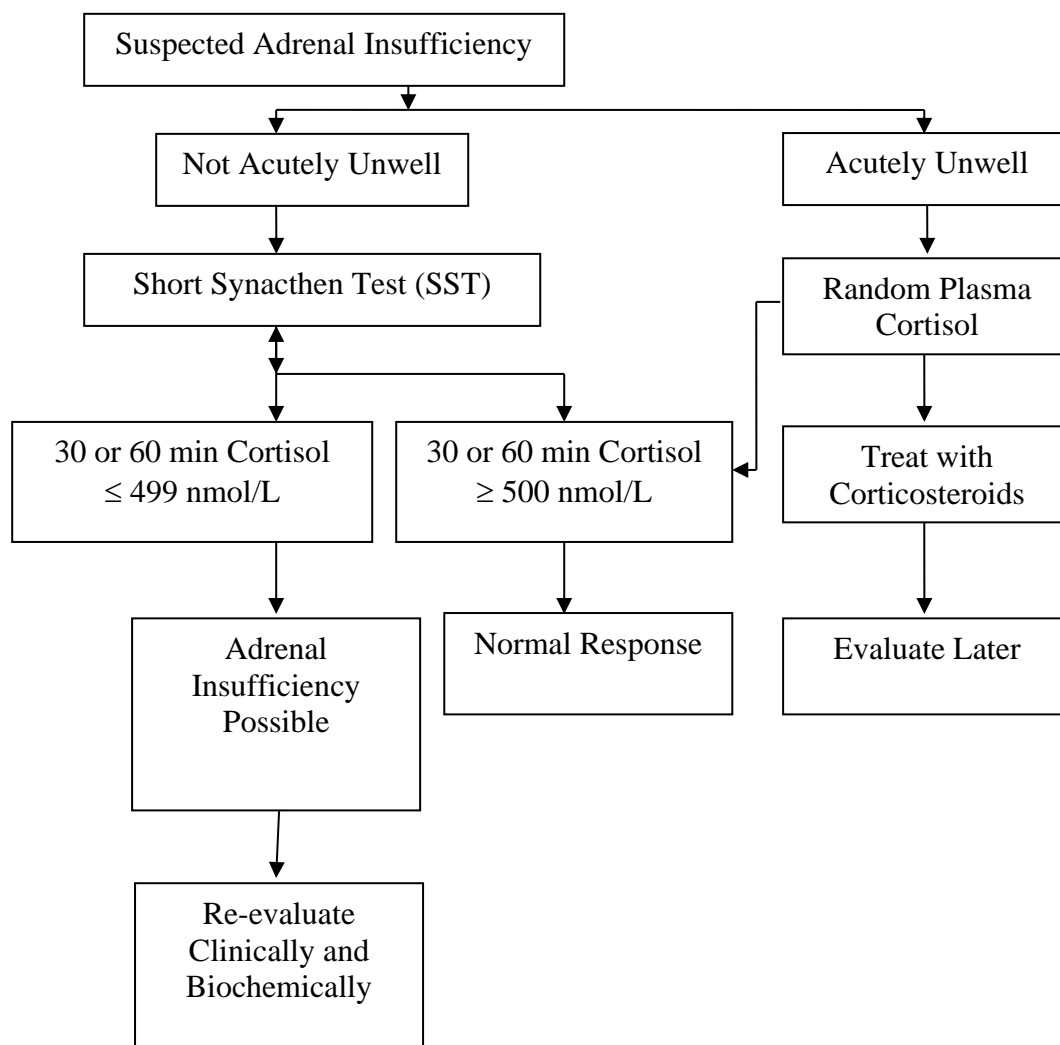 Suspected Adrenal Insufficiency
Not Acutely Unwell
Acutely Unwell
Short Synacthen Test (SST)
Random Plasma
Cortisol
30 or 60 min Cortisol
≤ 499 nmol/L
30 or 60 min Cortisol
≥ 500 nmol/L
Treat with
Corticosteroids
Adrenal
Insufficiency
Possible
Normal Response
Evaluate Later
Re-evaluate
Clinically and
Biochemically